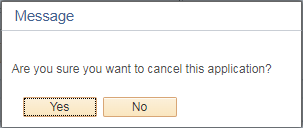 Message
Are you sure you want to cancel this application?
Yes No